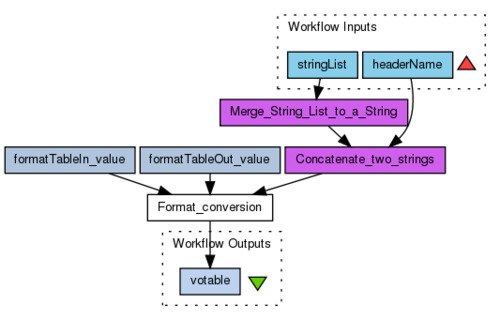 Workflow Inputs
stringList
headerName
Merge_String_List_to_a_String
formatTableIn_value
formatTableOut_value
Concatenate_two_strings
Format_conversion
Workflow Outputs
votable